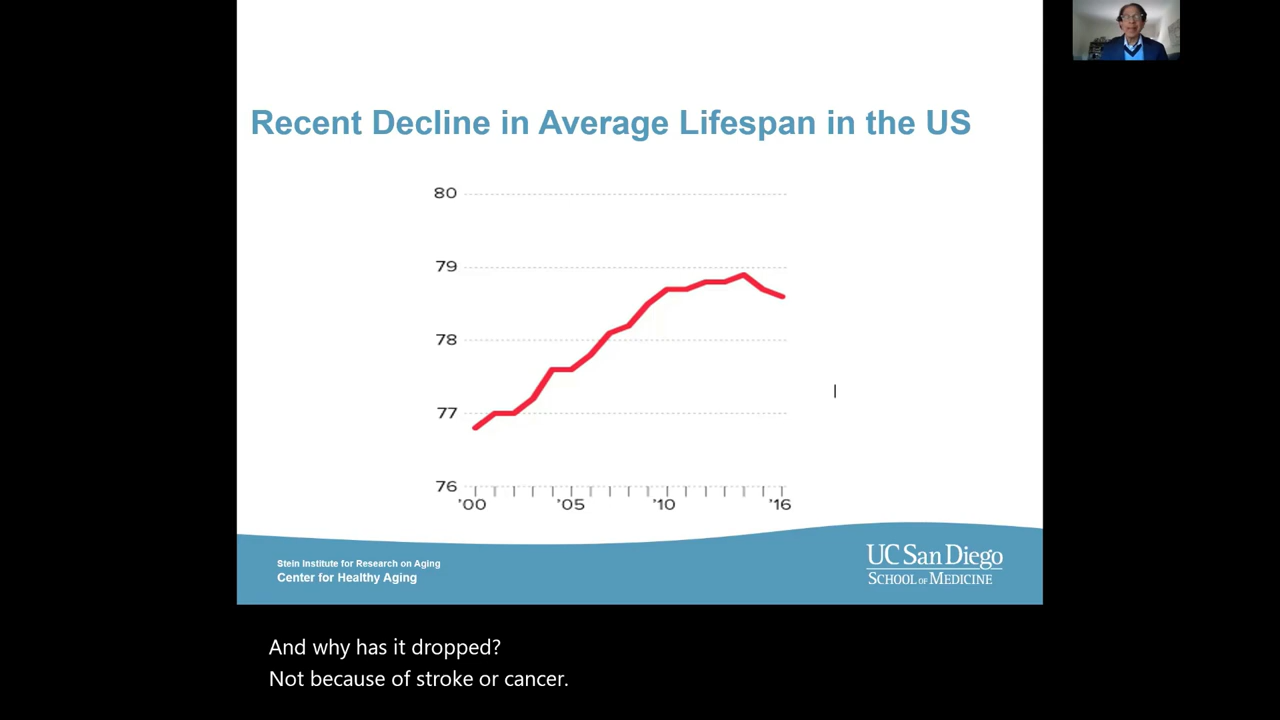 Recent Decline in Average Lifespan in the US
80
79
78
77
76
'00 '05 '10 '16
Stein Institute for Research on Aging
Center for Healthy Aging
UC San Diego
SCHOOL OF MEDICINE
And why has it dropped?
Not because of stroke or cancer.